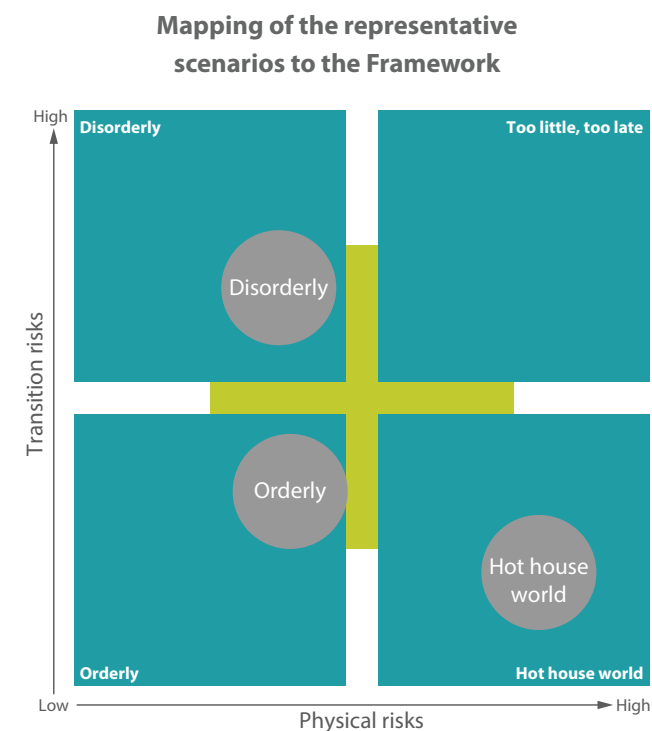 Mapping of the representative
scenarios to the Framework
High
Disorderly
Too little, too late
Disorderly
Transition risks
Orderly
Hot house
world
Orderly
Hot house world
Low
High
Physical risks